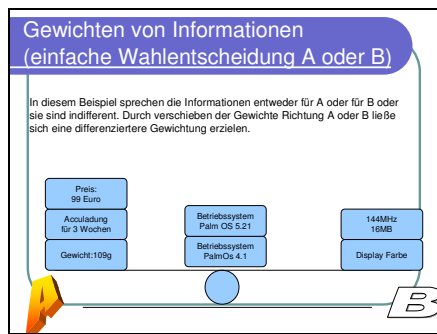 Gewichten von Informationen
(einfache Wahlentscheidung A oder B)
In diesem Beispiel sprechen die Informationen entweder für A oder für B oder
sie sind indifferent. Durch verschieben der Gewichte Richtung A oder B ließe
sich eine differenziertere Gewichtung erzielen.
Preis:
99 Euro
Acculadung
für 3 Wochen
Gewicht:109g
Betriebssystem
Palm OS 5.21
Betriebssystem
PalmOs 4.1
144MHz
16MB
Display Farbe
A
B